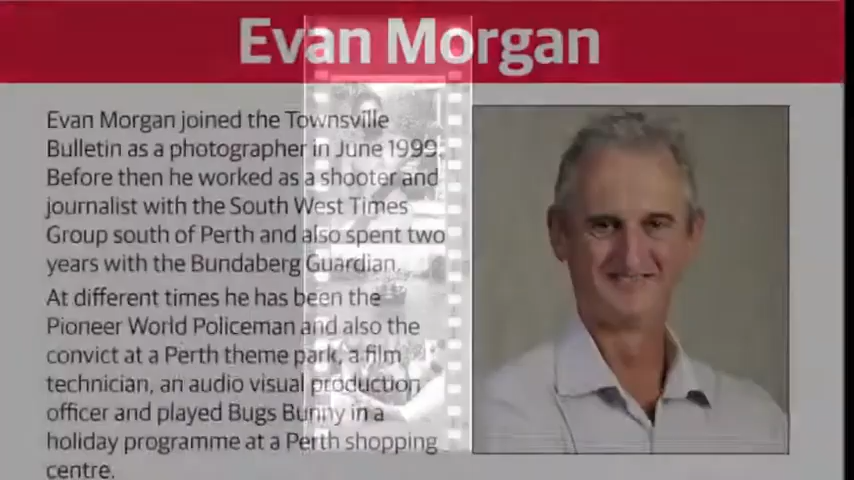 Evan Morgan
Evan Morgan joined the Townsville
Bulletin as a photographer in June 1999.
Before then he worked as a shooter and
journalist with the South West Times
Group south of Perth and also spent two
years with the Bundaberg Guardian.
At different times he has been the
Pioneer World Policeman and also the
convict at a Perth theme park, a film
technician, an audio visual production
officer and played Bugs Bunny in a
holiday programme at a Perth shopping
centre.